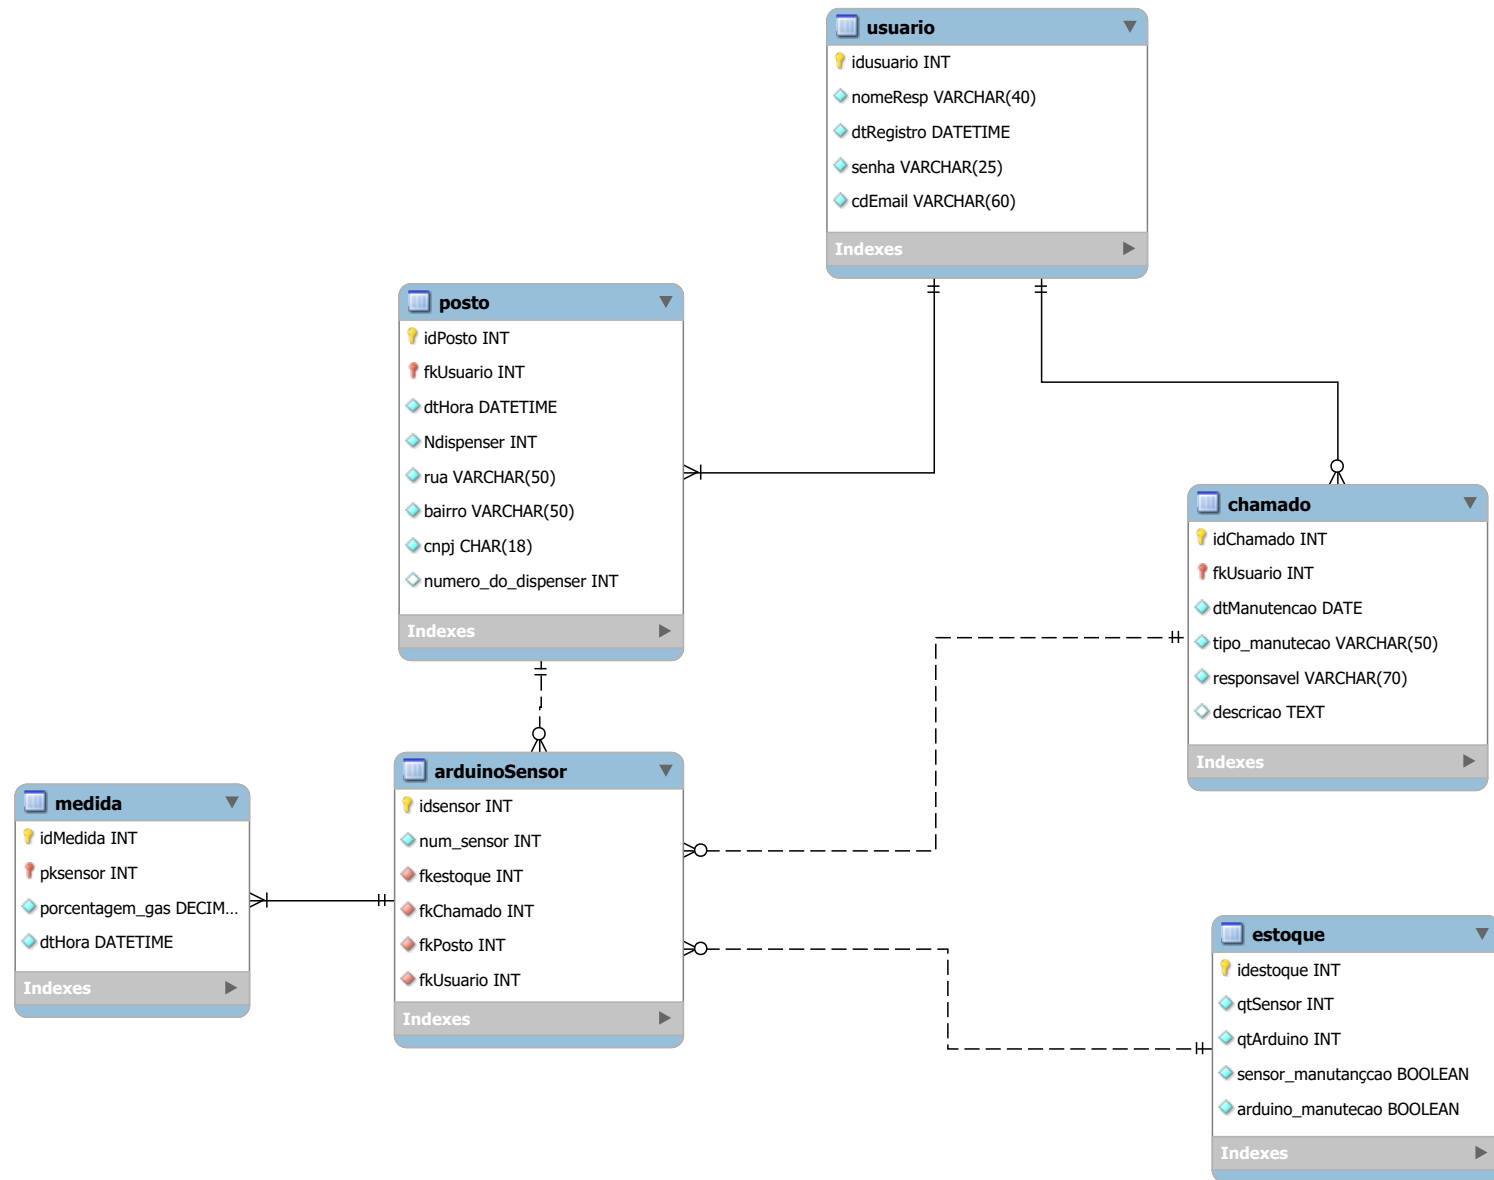 usuario
idusuario INT
nomeResp VARCHAR(40)
dtRegistro DATETIME
senha VARCHAR(25)
cdEmail VARCHAR(60)
Indexes
posto
idPosto INT
fkUsuario INT
dtHora DATETIME
Ndispenser INT
rua VARCHAR(50)
bairro VARCHAR(50)
cnpj CHAR(18)
numero_do_dispenser INT
Indexes
chamado
idChamado INT
fkUsuario INT
dtManutencao DATE
tipo_manutecao VARCHAR(50)
responsavel VARCHAR(70)
descricao TEXT
Indexes
arduinoSensor
idsensor INT
num_sensor INT
fkestoque INT
fkChamado INT
fkPosto INT
fkUsuario INT
Indexes
medida
idMedida INT
pksensor INT
porcentagem_gas DECIM...
dtHora DATETIME
Indexes
estoque
idestoque INT
qtSensor INT
qtArduino INT
sensor_manutançcao BOOLEAN
arduino_manutecao BOOLEAN
Indexes